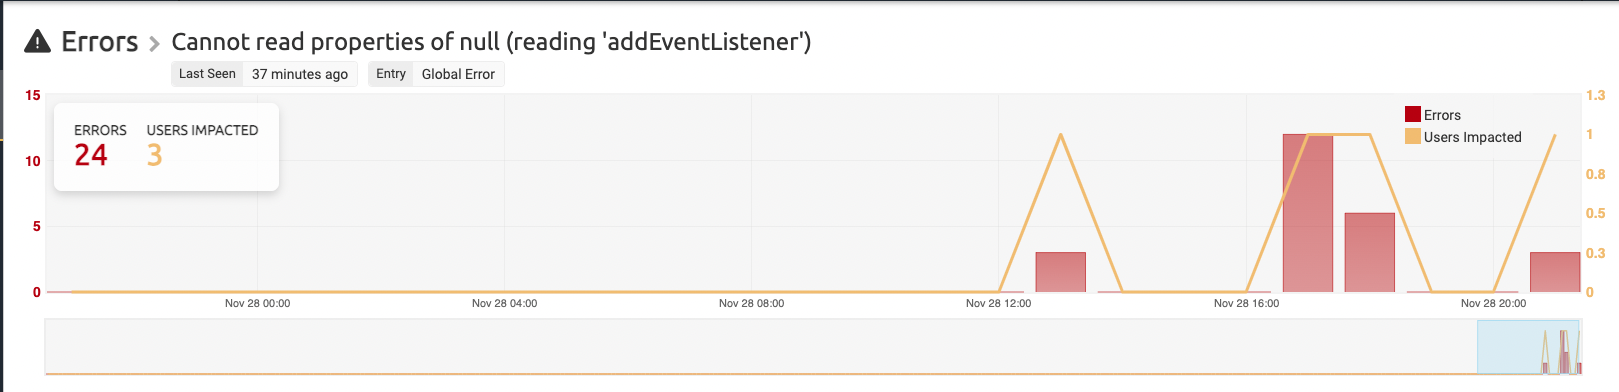 Errors > Cannot read properties of null (reading 'addEventListener')
Last Seen 37 minutes ago Entry Global Error
15
10
5
0
ERRORS USERS IMPACTED
24 3
Errors
Users Impacted
1.3
1
0.8
0.5
0.3
0
Nov 28 00:00 Nov 28 04:00 Nov 28 08:00 Nov 28 12:00 Nov 28 16:00 Nov 28 20:00